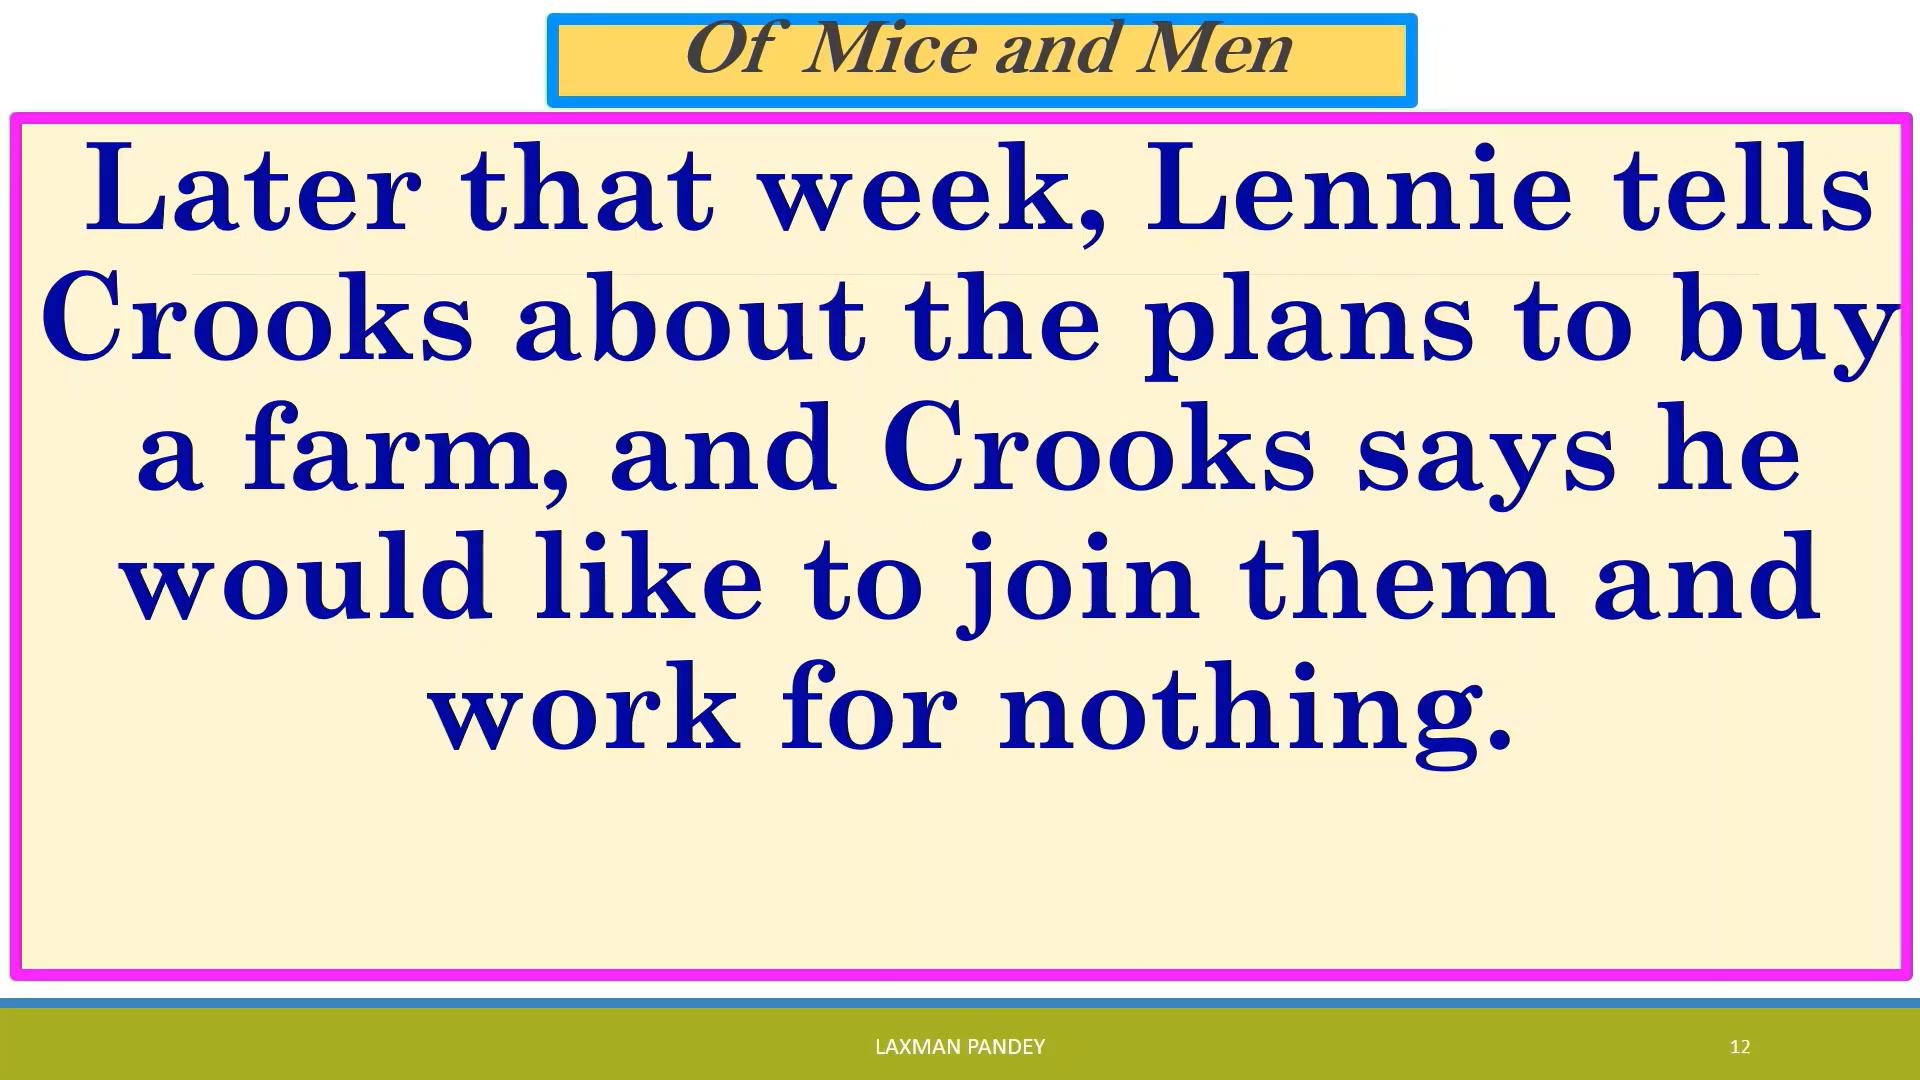 Of Mice and Men
Later that week, Lennie tells
Crooks about the plans to buy
a farm, and Crooks says he
would like to join them and
work for nothing.
LAXMAN PANDEY
12